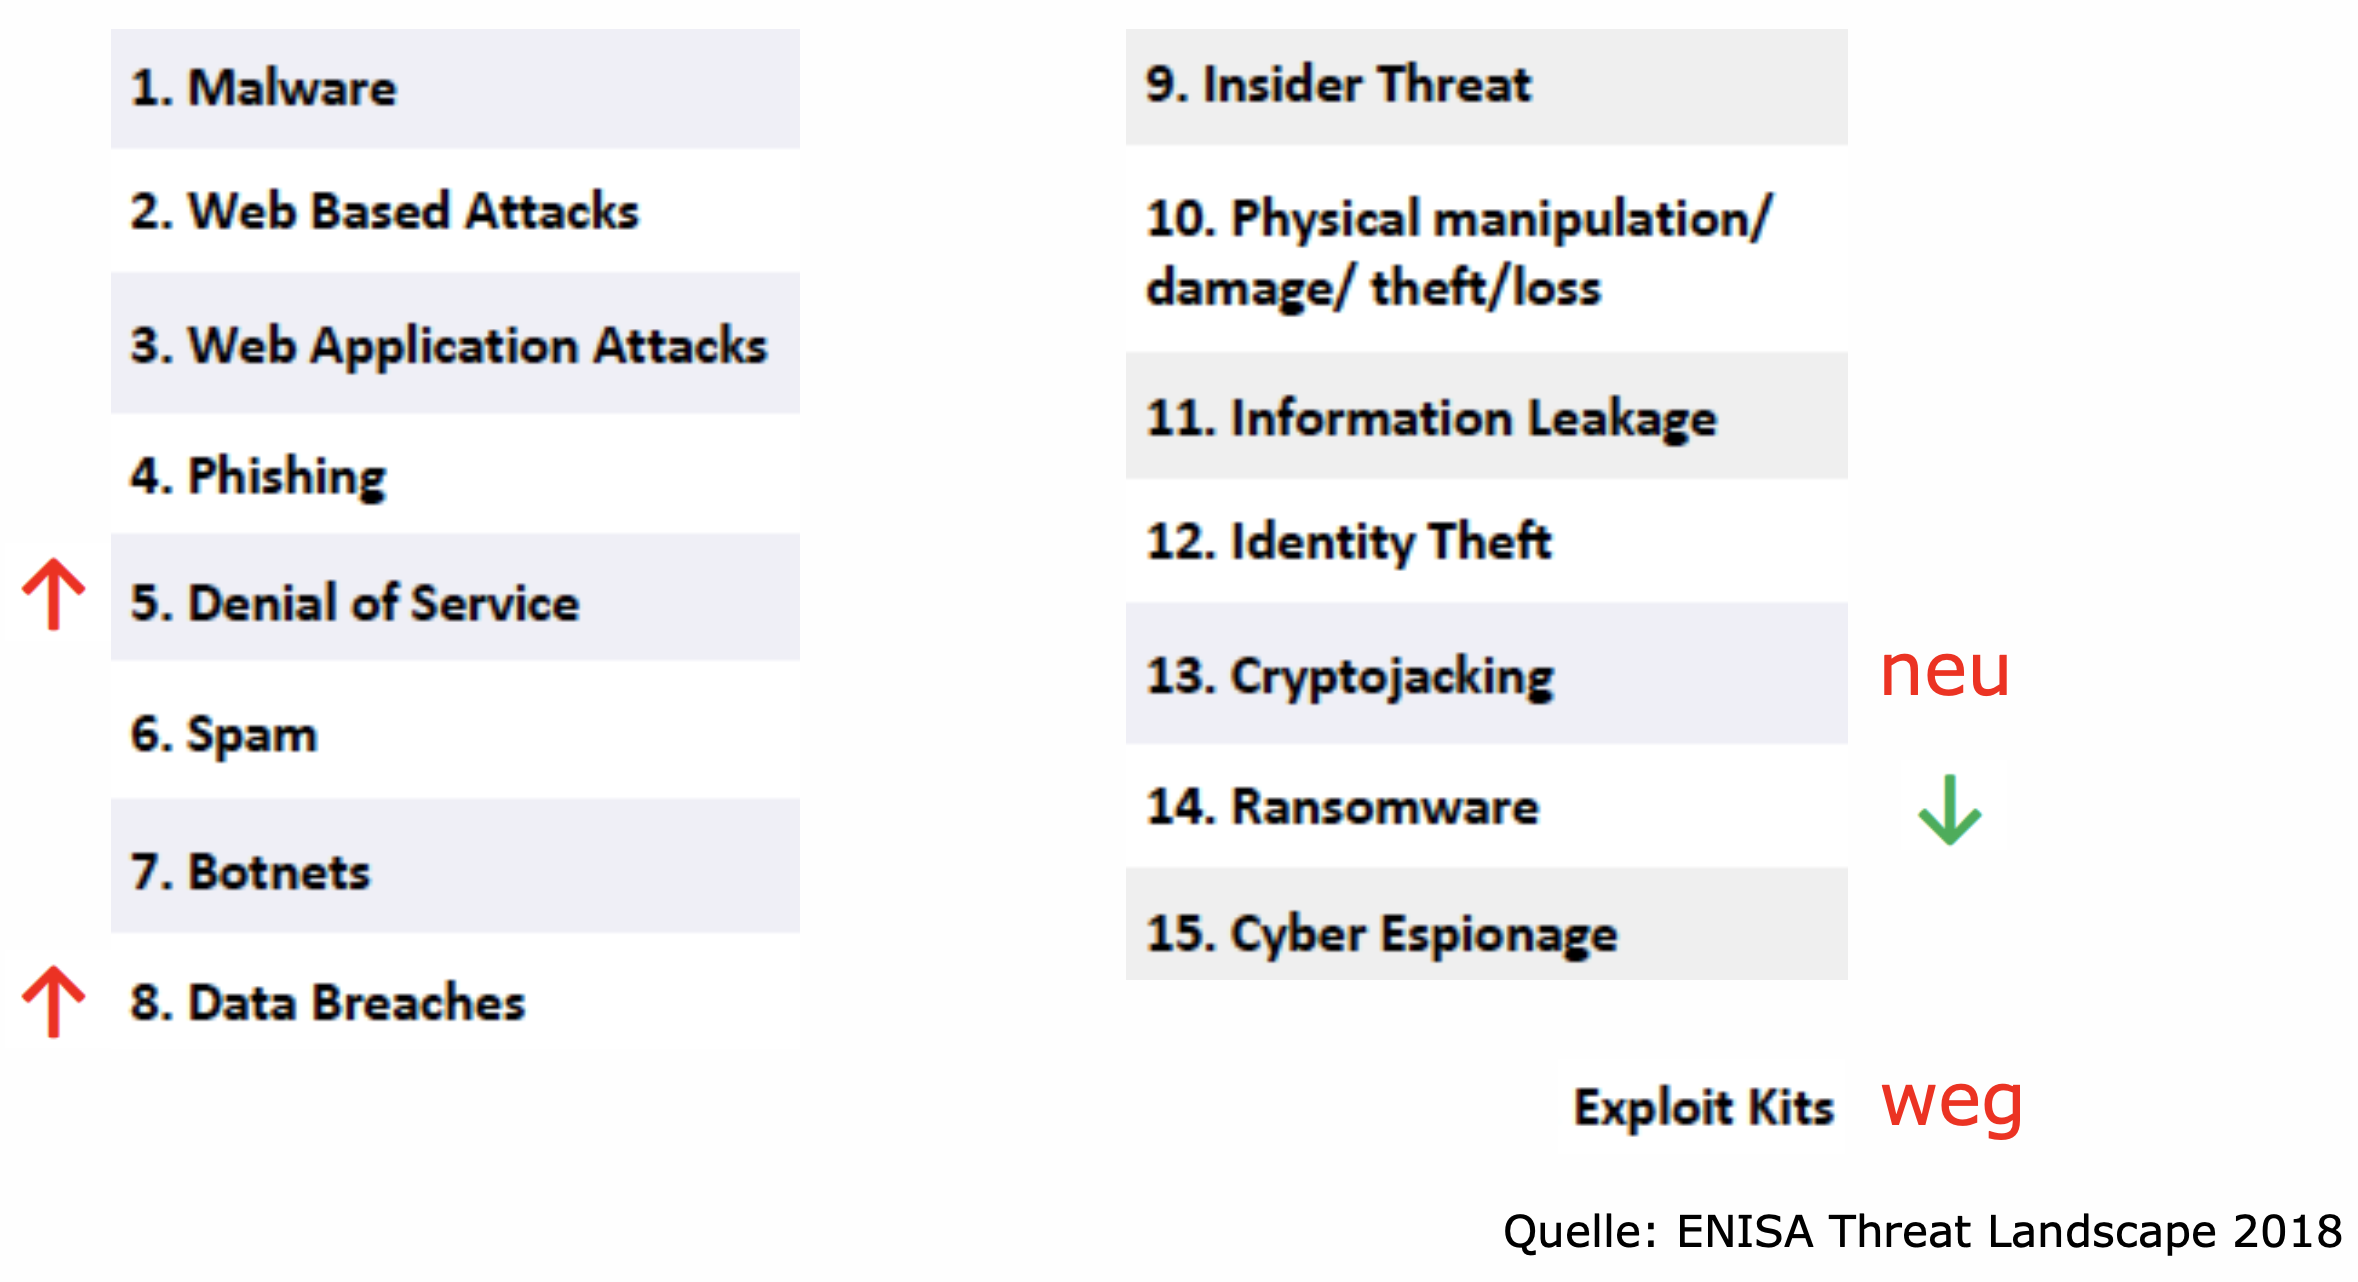 1. Malware
2. Web Based Attacks
3. Web Application Attacks
4. Phishing
5. Denial of Service
6. Spam
7. Botnets
8. Data Breaches
9. Insider Threat
10. Physical manipulation/
damage/ theft/loss
11. Information Leakage
12. Identity Theft
13. Cryptojacking
neu
14. Ransomware
15. Cyber Espionage
Exploit Kits
weg
Quelle: ENISA Threat Landscape 2018